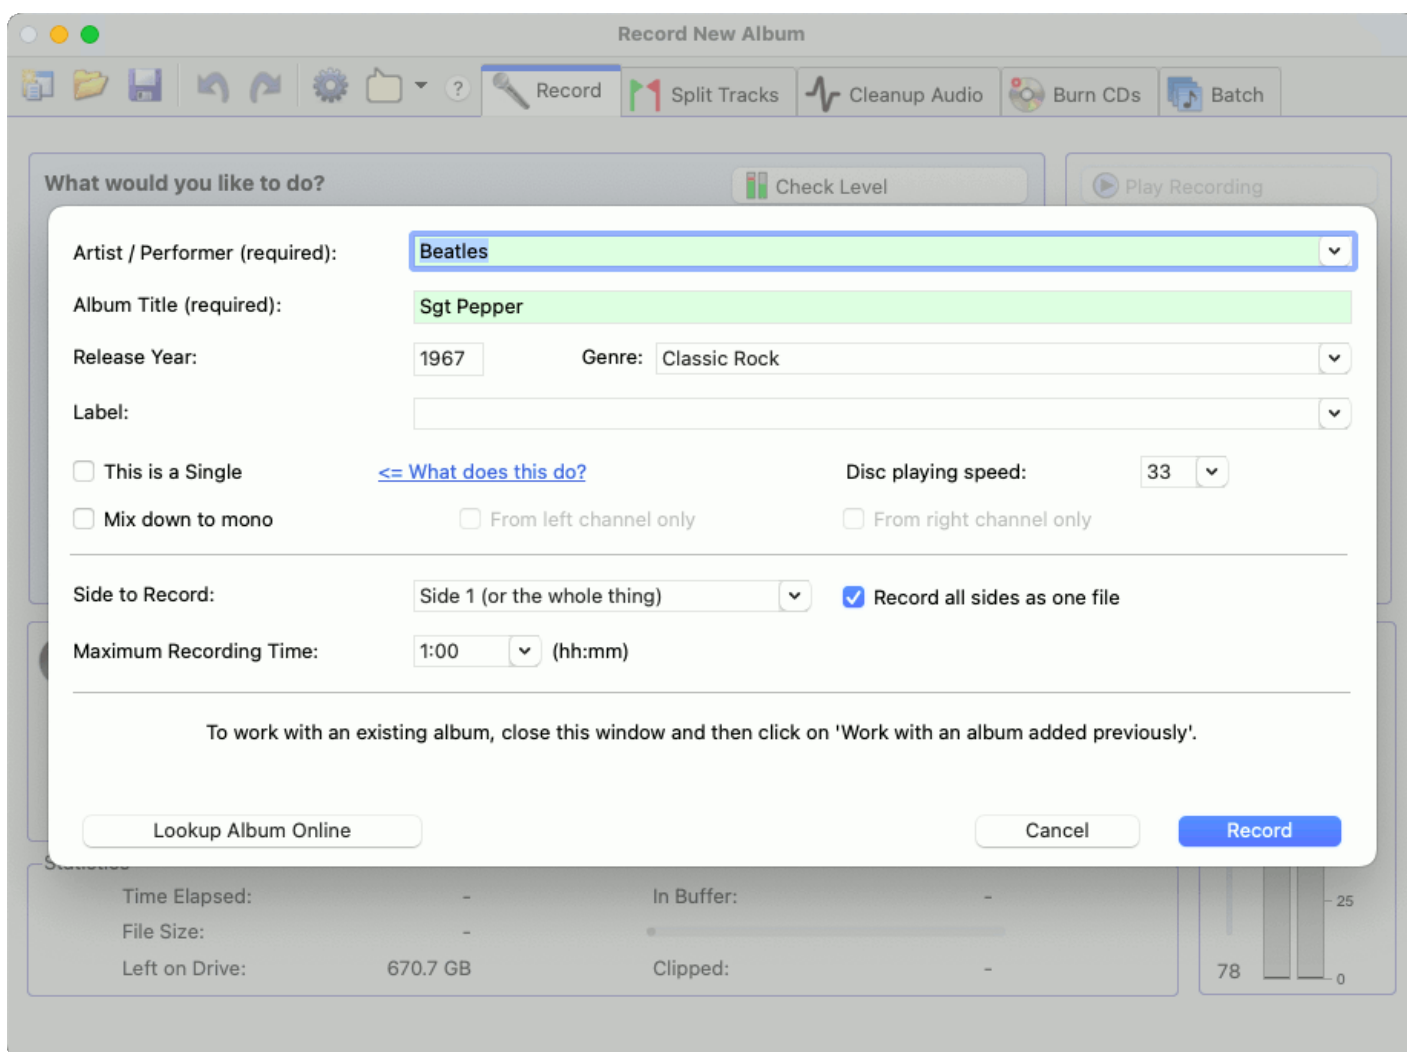 Record New Album
?
Record
Split Tracks
Cleanup Audio
Burn CDs
Batch
What would you like to do?
Check Level
Play Recording
Artist / Performer (required):
Beatles
Album Title (required):
Sgt Pepper
Release Year:
1967
Genre:
Classic Rock
Label:
This is a Single
<= What does this do?
Disc playing speed:
33
Mix down to mono
From left channel only
From right channel only
Side to Record:
Side 1 (or the whole thing)
Record all sides as one file
Maximum Recording Time:
1:00
(hh:mm)
To work with an existing album, close this window and then click on 'Work with an album added previously'.
Lookup Album Online
Cancel
Record
Statistics
Time Elapsed:
-
In Buffer:
-
25
File Size:
-
Left on Drive:
670.7 GB
Clipped:
-
78
0